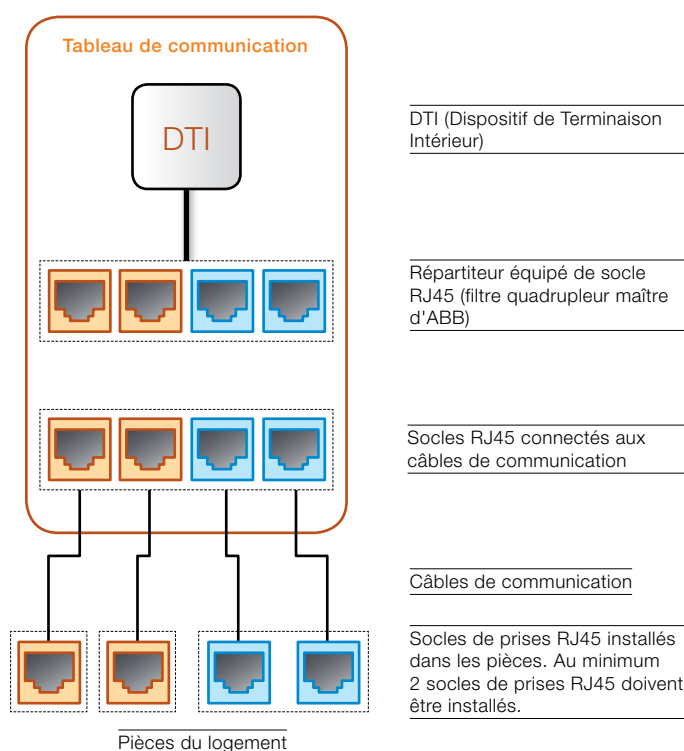 Tableau de communication
DTI
DTI (Dispositif de Terminaison
Intérieur)
Répartiteur équipé de socle
RJ45 (filtre quadrupleur maître
d'ABB)
Socles RJ45 connectés aux
câbles de communication
Câbles de communication
Socles de prises RJ45 installés
dans les pièces. Au minimum
2 socles de prises RJ45 doivent
être installés.
Pièces du logement